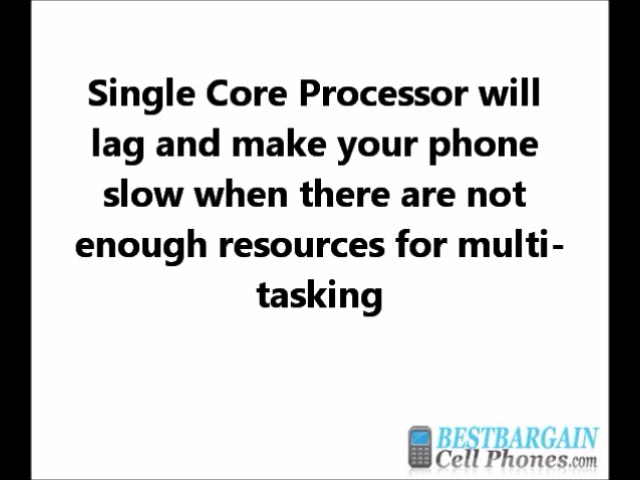 Single Core Processor will
lag and make your phone
slow when there are not
enough resources for multi-
tasking
BESTBARGAIN
Cell Phones.com